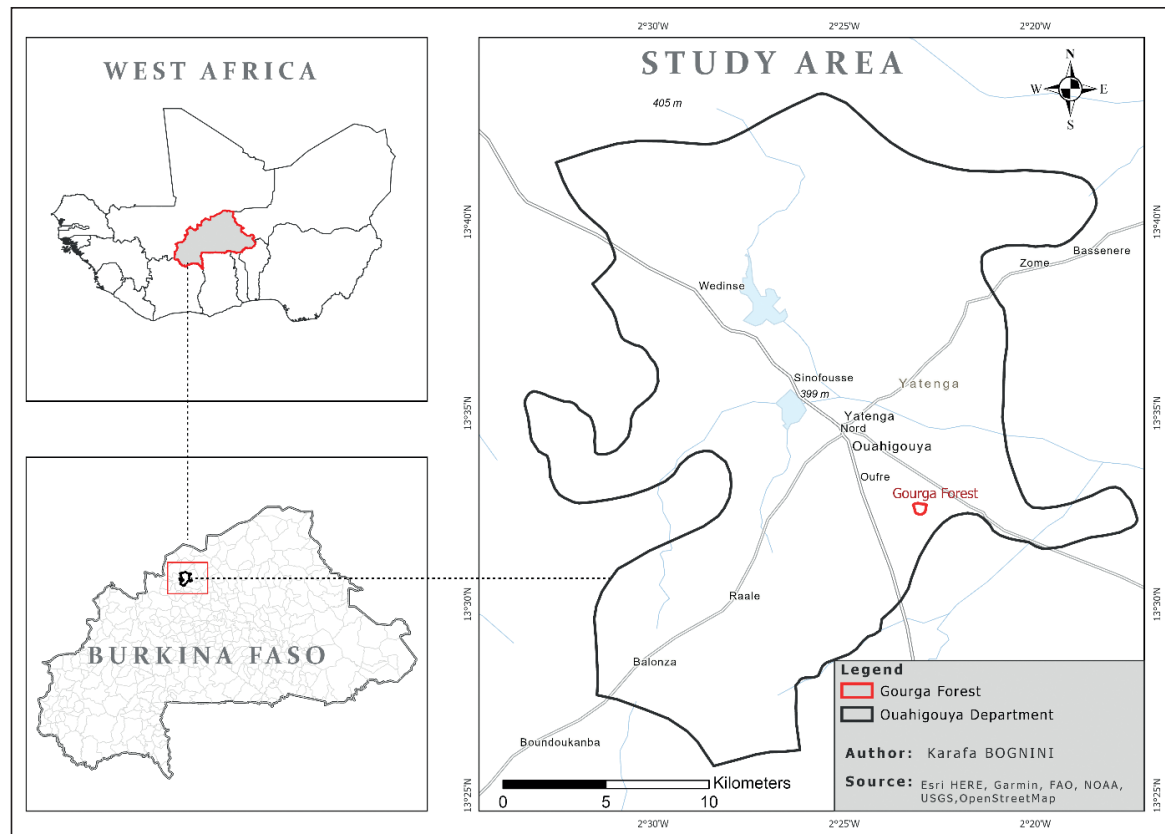 WEST AFRICA
BURKINA FASO
STUDY AREA
2°30'W
2°25'W
2°20'W
N
W
E
S
405 m
13°40'N
13°40'N
Bassenere
Zome
Wedinse
Sinofousse
399 m
Yatenga
13°35'N
13°35'N
Yatenga
Nord
Ouahigouya
Oufre
Gourga Forest
13°30'N
13°30'N
Raale
Balonza
Boundoukanba
13°25'N
13°25'N
Kilometers
0
5
10
Legend
Gourga Forest
Ouahigouya Department
Author: Karafa BOGNINI
Source: Esri HERE, Garmin, FAO, NOAA,
USGS,OpenStreetMap
2°30'W
2°25'W
2°20'W